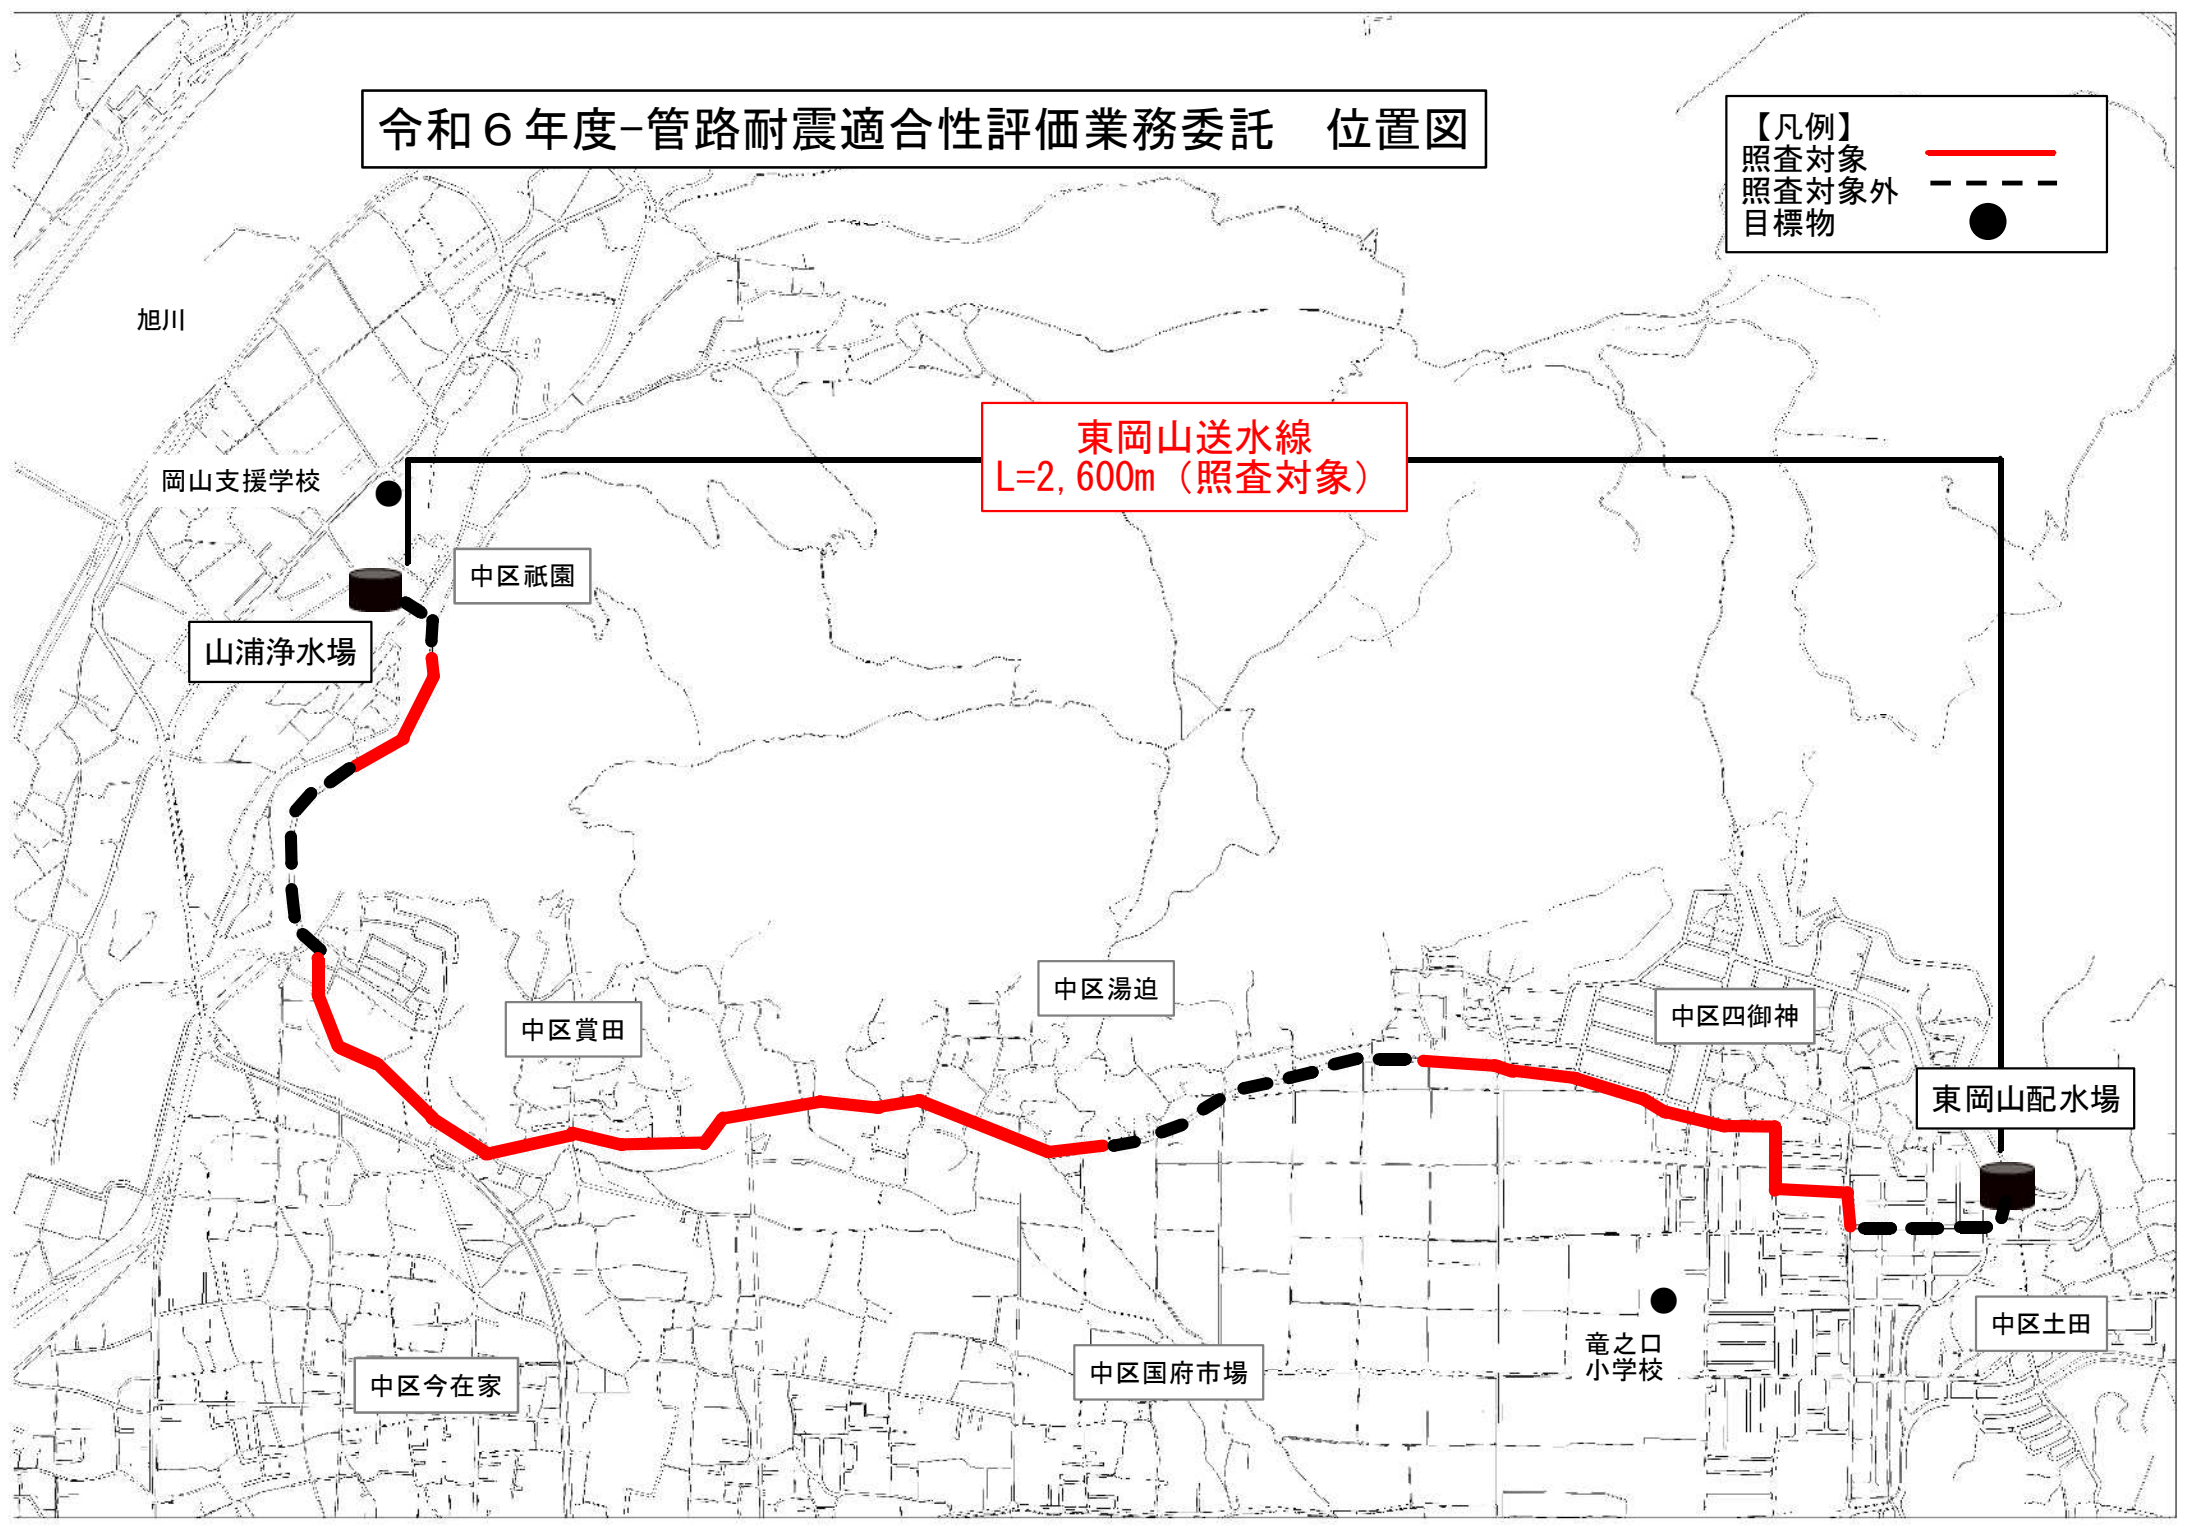 令和６年度−管路耐震適合性評価業務委託　位置図
【凡例】
照査対象
照査対象外
目標物
旭川
東岡山送水線
L=2,600m（照査対象）
岡山支援学校
中区祇園
山浦浄水場
中区湯迫
中区賞田
中区四御神
東岡山配水場
中区土田
竜之口
小学校
中区国府市場
中区今在家